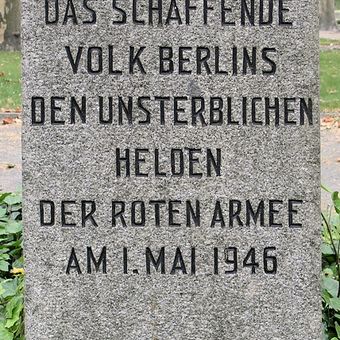 DAS SCHAFFENDE
VOLK BERLINS
DEN UNSTERBLICHEN
HELDEN
DER ROTEN ARMEE
AM 1. MAI 1946